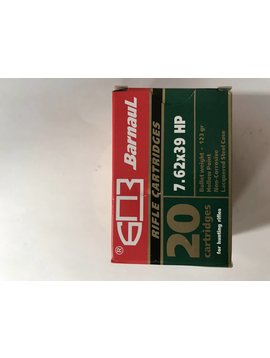 ®
Barnaul
RIFLE CARTRIDGES
7.62x39 HP
Bullet weight - 123 gr
Hollow Point
Non-Corrosive
Lacquered Steel Case
20
cartridges
for hunting rifles